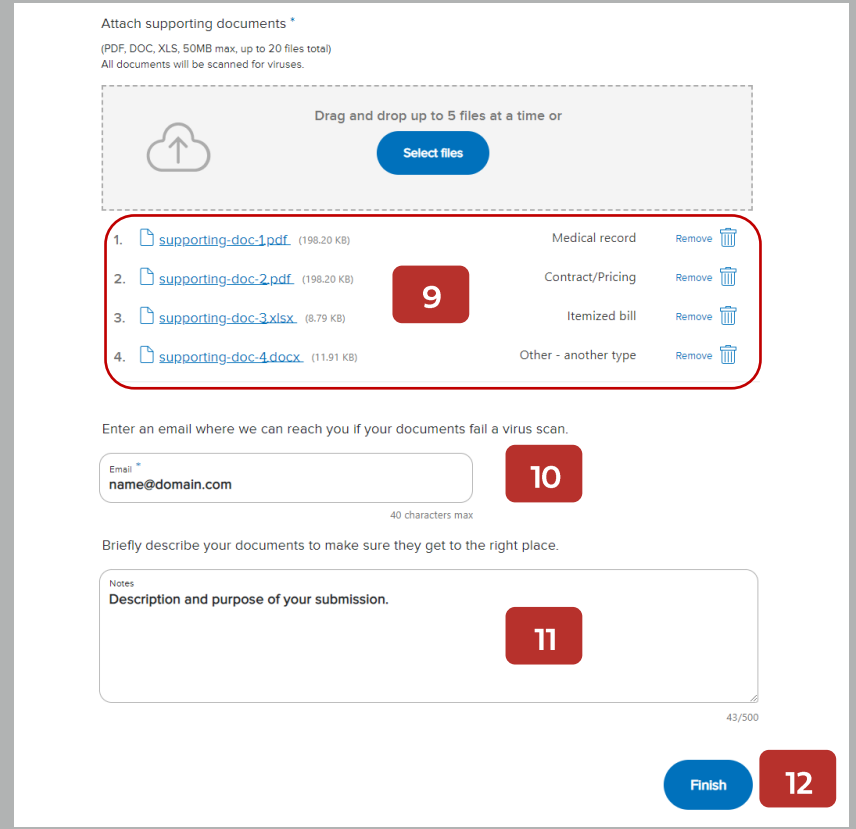 Attach supporting documents *
(PDF, DOC, XLS, 50MB max, up to 20 files total)
All documents will be scanned for viruses.
Drag and drop up to 5 files at a time or
Select files
1. supporting-doc-1.pdf (198.20 KB) Medical record Remove
2. supporting-doc-2.pdf (198.20 KB) Contract/Pricing Remove
9
3. supporting-doc-3.xlsx (8.79 KB) Itemized bill Remove
4. supporting-doc-4.docx (11.91 KB) Other - another type Remove
Enter an email where we can reach you if your documents fail a virus scan.
Email *
name@domain.com
10
40 characters max
Briefly describe your documents to make sure they get to the right place.
Notes
Description and purpose of your submission.
11
43/500
Finish
12